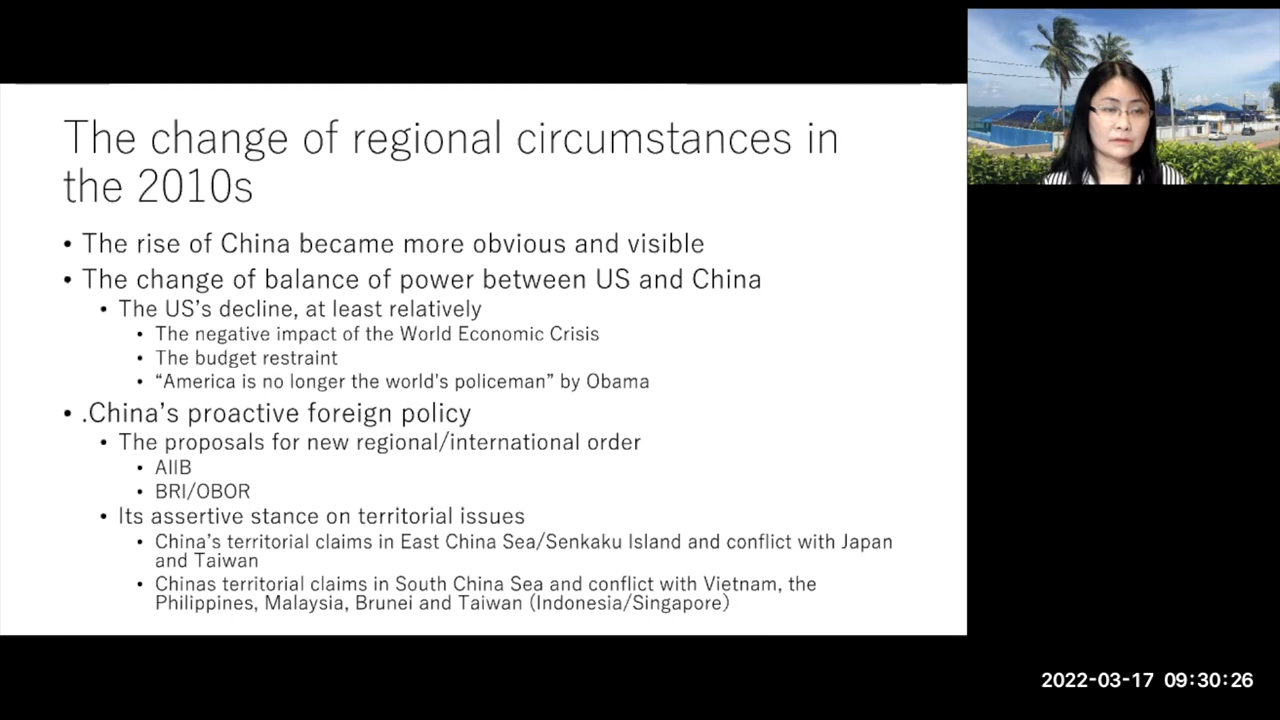 The change of regional circumstances in
the 2010s
• The rise of China became more obvious and visible
• The change of balance of power between US and China
• The US's decline, at least relatively
• The negative impact of the World Economic Crisis
• The budget restraint
• “America is no longer the world's policeman” by Obama
• .China's proactive foreign policy
• The proposals for new regional/international order
• AIIB
• BRI/OBOR
• Its assertive stance on territorial issues
• China's territorial claims in East China Sea/Senkaku Island and conflict with Japan
and Taiwan
• Chinas territorial claims in South China Sea and conflict with Vietnam, the
Philippines, Malaysia, Brunei and Taiwan (Indonesia/Singapore)
2022-03-17 09:30:26